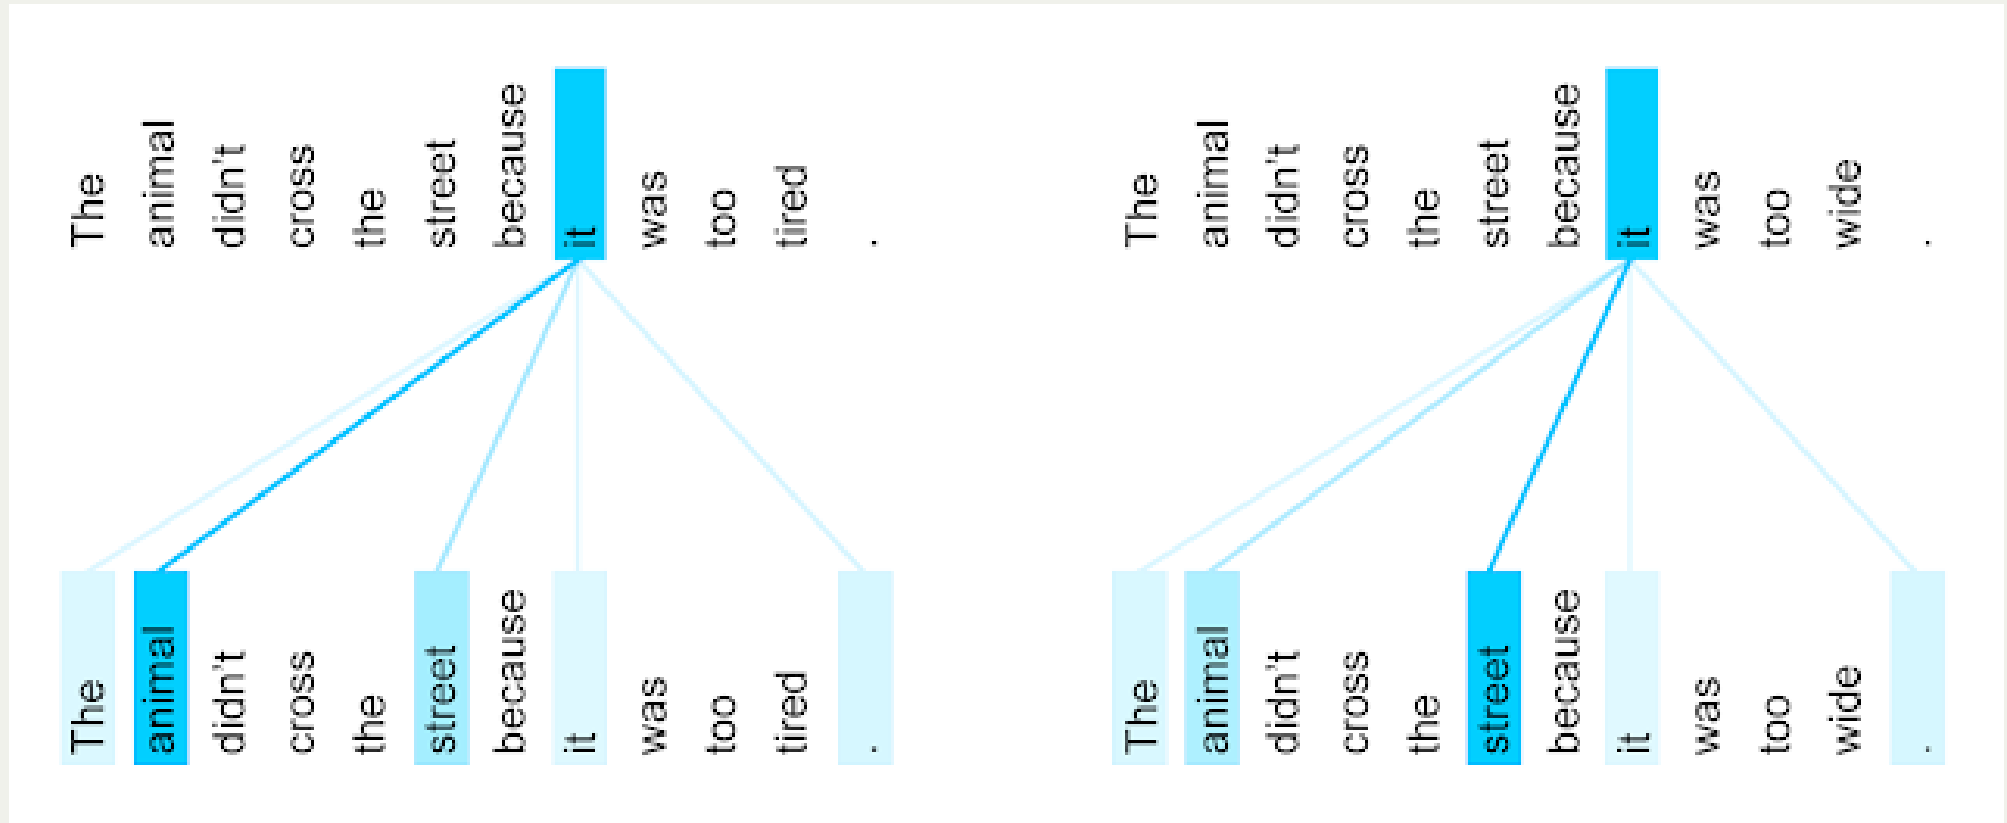 The animal didn't cross the street because it was too tired .
The animal didn't cross the street because it was too wide .
The animal didn't cross the street because it was too tired .
The animal didn't cross the street because it was too wide .